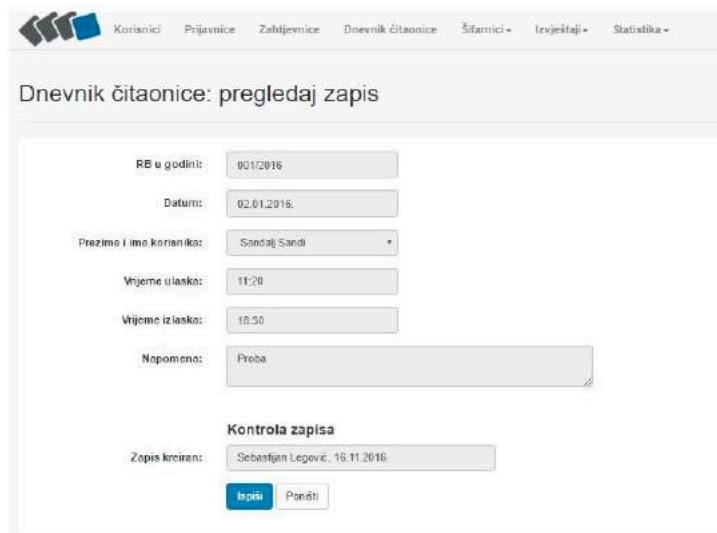 Korisnici Prijavnice Zahtjevnice Dnevnik čitaonice Šifarnici Izvještaji Statistika
Dnevnik čitaonice: pregledaj zapis
RB u godini: 001/2016
Datum: 02.01.2016.
Prezime i ime korisnika: Sandalj Sandi
Vrijeme ulaska: 11:20
Vrijeme izlaska: 18:50
Napomena: Proba
Kontrola zapisa
Zapis kreiran: Sebastijan Legović, 16.11.2016
Ispiši Poništi